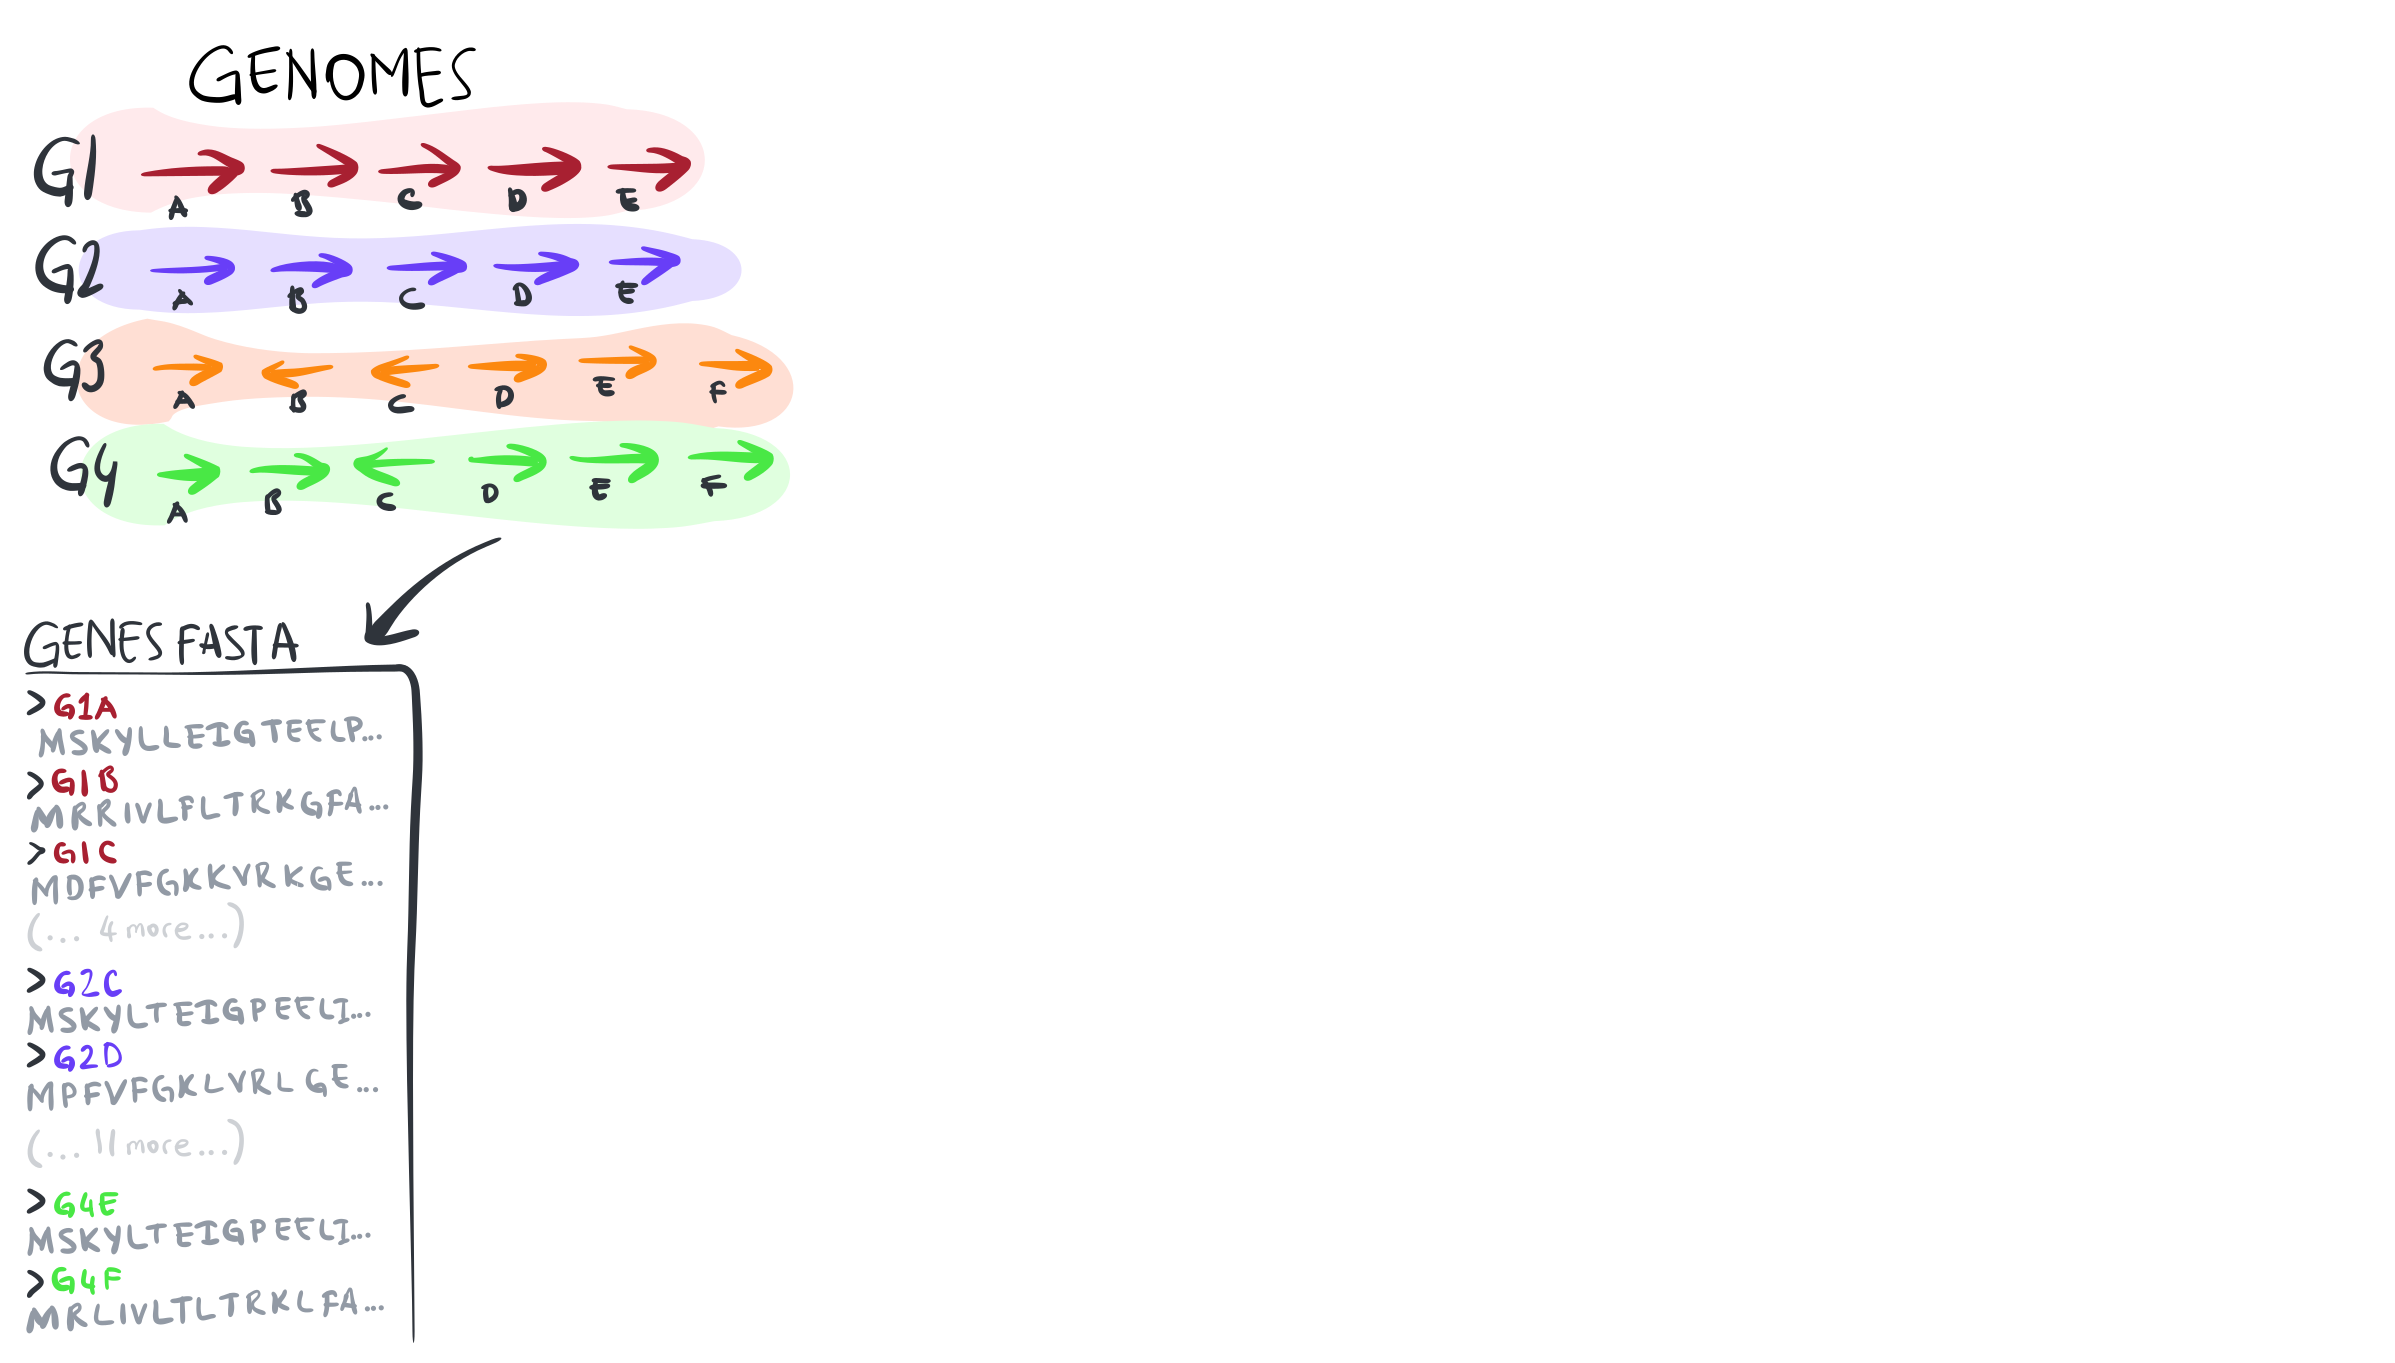 GENOMES
G1
A B C D E
G2
A B C D E
G3
A B C D E F
G4
A B C D E F
GENES FASTA
>G1A
MSKYLLEIGTEELP...
>G1B
MRRIVLFLTRKGFA...
>G1C
MDFVFGKKVRKGE...
(... 4 more...)
>G2C
MSKYLTEIGPEELI...
>G2D
MPFVFGKLVRLGE...
(... 11 more...)
>G4E
MSKYLTEIGPEELI...
>G4F
MRLIVLTLTRKLFA...